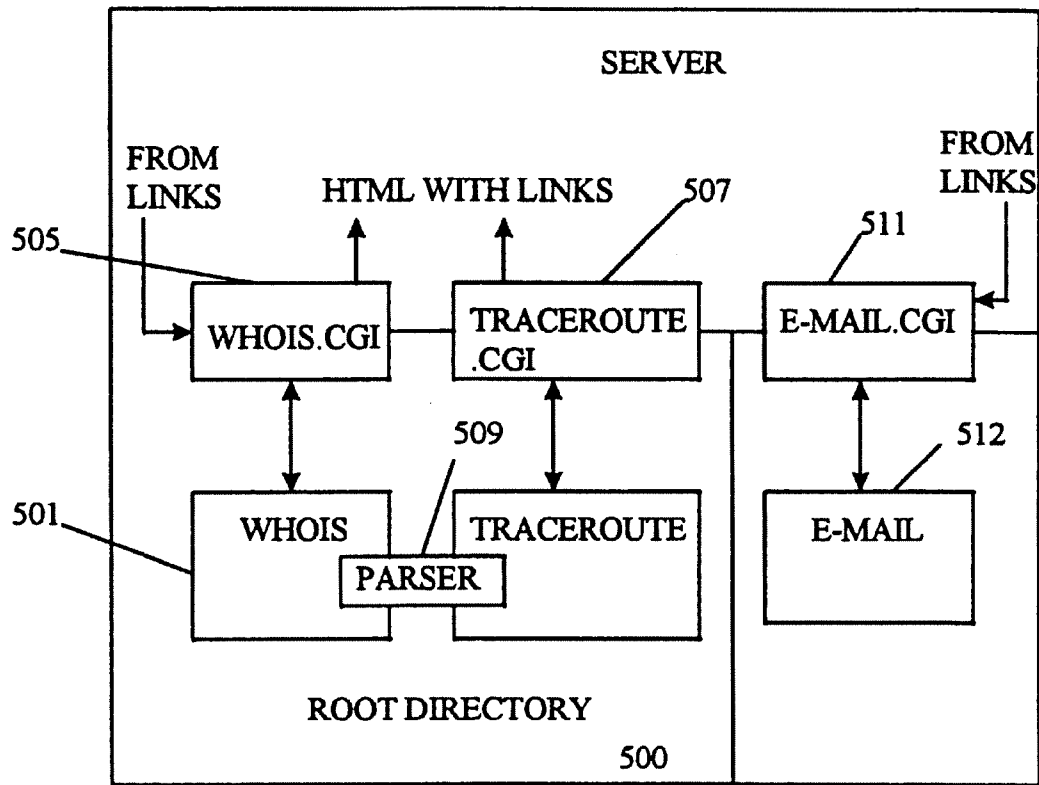 SERVER
FROM
LINKS
HTML WITH LINKS
507
FROM
LINKS
505
511
WHOIS.CGI
TRACEROUTE
.CGI
E-MAIL.CGI
509
512
501
WHOIS
TRACEROUTE
E-MAIL
PARSER
ROOT DIRECTORY
500